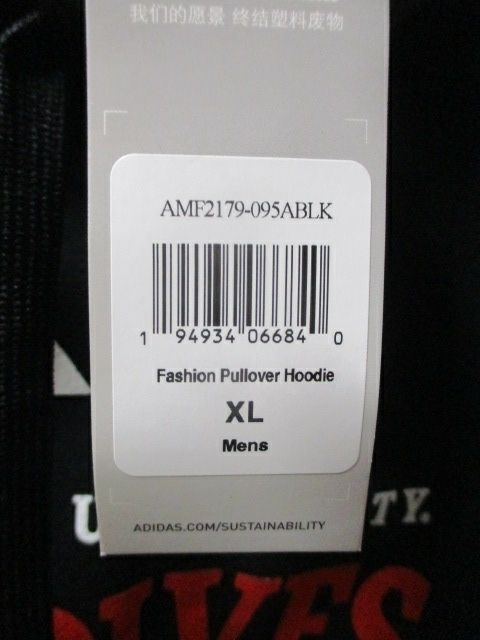 我们的愿景 终结塑料废物
AMF2179-095ABLK
1 94934 06684 0
Fashion Pullover Hoodie
XL
Mens
U TY.
ADIDAS.COM/SUSTAINABILITY